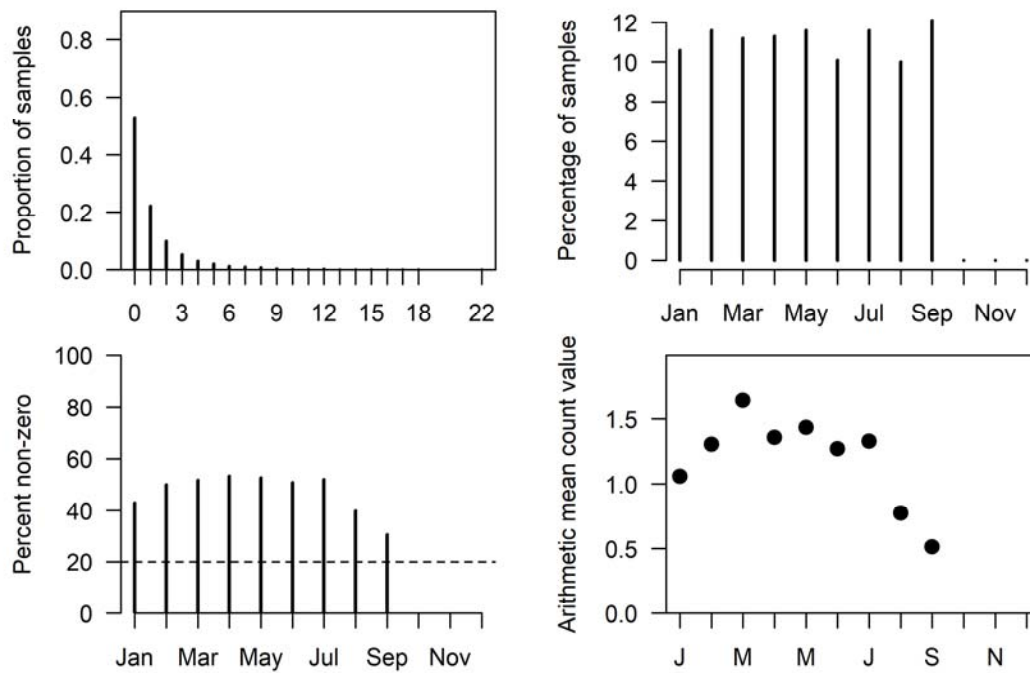 Proportion of samples
0.8
0.6
0.4
0.2
0.0
0 3 6 9 12 15 18 22
Percentage of samples
12
10
8
6
4
2
0
Jan Mar May Jul Sep Nov
Percent non-zero
100
80
60
40
20
0
Jan Mar May Jul Sep Nov
Arithmetic mean count value
1.5
1.0
0.5
0.0
J M M J S N